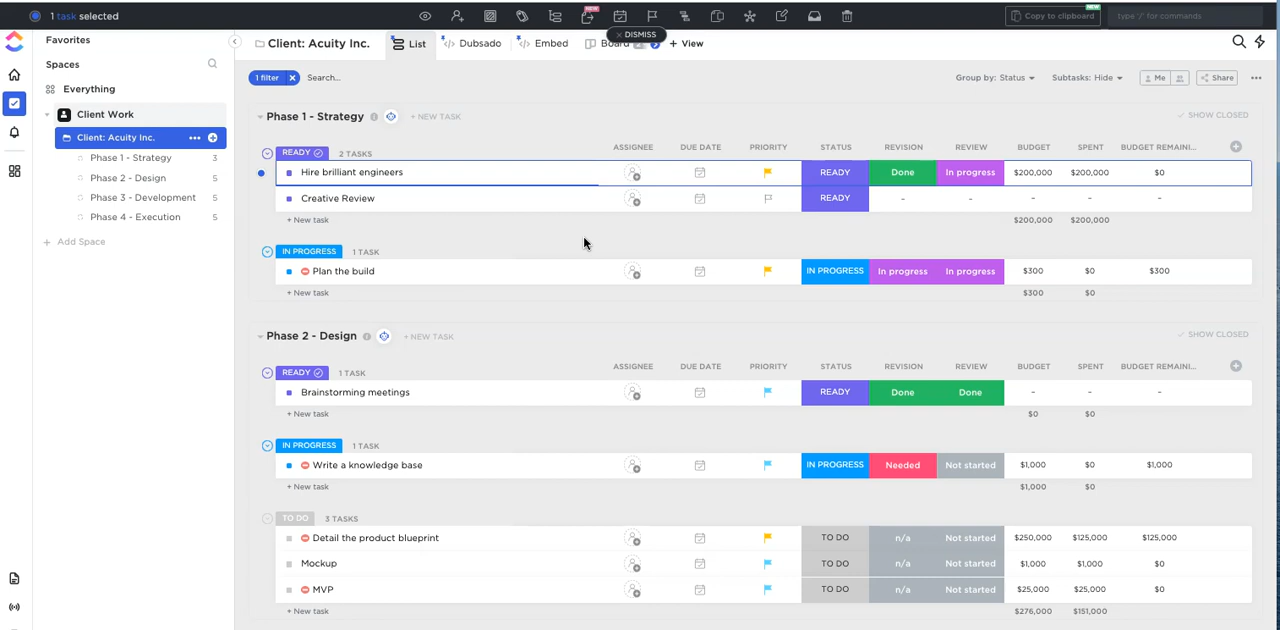 1 task selected
NEW
Copy to clipboard
NEW
type '/' for commands
× DISMISS
Favorites
Spaces
Everything
Client Work
Client: Acuity Inc.
Phase 1 - Strategy 3
Phase 2 - Design 5
Phase 3 - Development 5
Phase 4 - Execution 5
+ Add Space
Client: Acuity Inc.
List
Dubsado
Embed
Board
+ View
1 filter ×
Search...
Group by: Status
Subtasks: Hide
Me
Share
Phase 1 - Strategy + NEW TASK SHOW CLOSED
READY 2 TASKS ASSIGNEE DUE DATE PRIORITY STATUS REVISION REVIEW BUDGET SPENT BUDGET REMAINI...
Hire brilliant engineers READY Done In progress $200,000 $200,000 $0
Creative Review READY - - - - -
+ New task $200,000 $200,000
IN PROGRESS 1 TASK
Plan the build IN PROGRESS In progress In progress $300 $0 $300
+ New task $300 $0
Phase 2 - Design + NEW TASK SHOW CLOSED
READY 1 TASK ASSIGNEE DUE DATE PRIORITY STATUS REVISION REVIEW BUDGET SPENT BUDGET REMAINI...
Brainstorming meetings READY Done Done - - -
+ New task $0 $0
IN PROGRESS 1 TASK
Write a knowledge base IN PROGRESS Needed Not started $1,000 $0 $1,000
+ New task $1,000 $0
TO DO 3 TASKS
Detail the product blueprint TO DO n/a Not started $250,000 $125,000 $125,000
Mockup TO DO n/a Not started $1,000 $1,000 $0
MVP TO DO n/a Not started $25,000 $25,000 $0
+ New task $276,000 $151,000